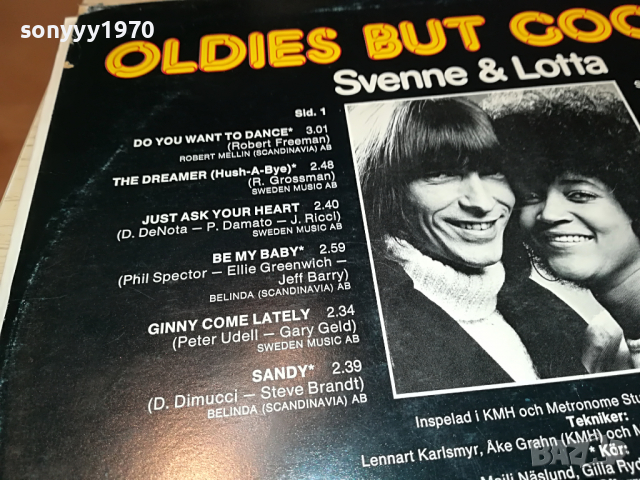 sonyyy1970
OLDIES BUT
Svenne & Lotta
Sid. 1
DO YOU WANT TO DANCE* 3.01
(Robert Freeman)
ROBERT MELLIN (SCANDINAVIA) AB
THE DREAMER (Hush-A-Bye)* 2.48
(R. Grossman)
SWEDEN MUSIC AB
JUST ASK YOUR HEART 2.40
(D. DeNota – P. Damato – J. Ricci)
SWEDEN MUSIC AB
BE MY BABY* 2.59
(Phil Spector – Ellie Greenwich –
Jeff Barry)
BELINDA (SCANDINAVIA) AB
GINNY COME LATELY 2.34
(Peter Udell – Gary Geld)
SWEDEN MUSIC AB
SANDY* 2.39
(D. Dimucci – Steve Brandt)
BELINDA (SCANDINAVIA) AB
Inspelad i KMH och Metronome
Tekniker:
Lennart Karlsmyr, Åke Grahn (KMH) och
* Kör:
Näslund, Gilla